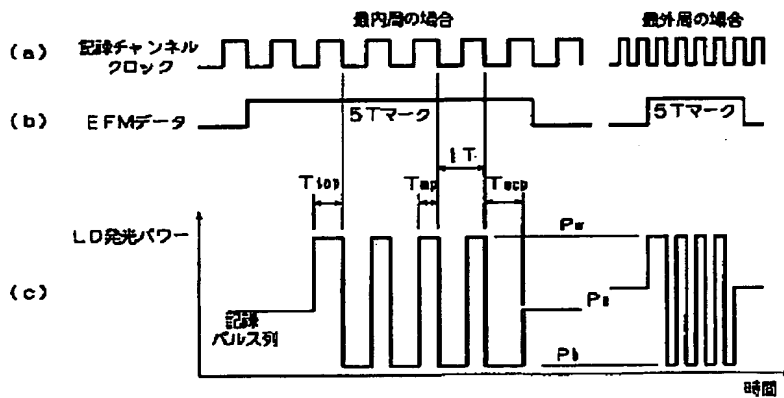 最内周の場合
最外周の場合
(a) 記録チャンネル
クロック
(b) EFMデータ
5Tマーク
5Tマーク
1T
Ttop
Tmp
Tecp
LD発光パワー
Pw
(c)
Pe
記録
パルス列
Pb
時間